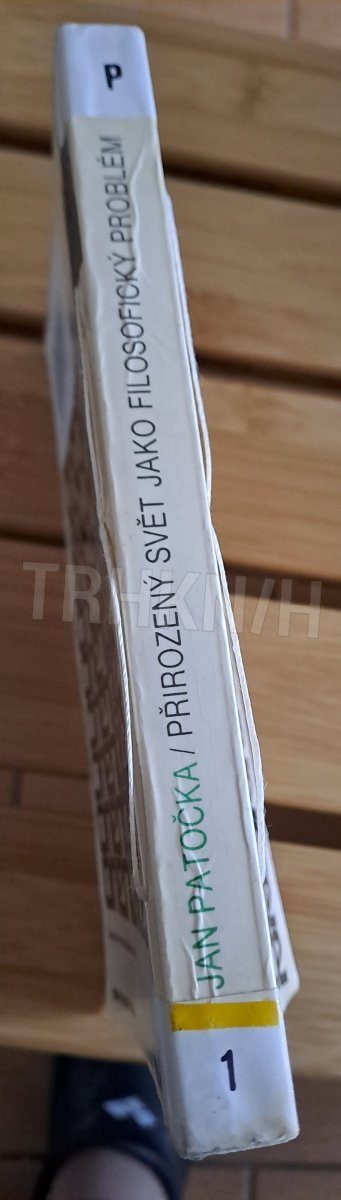 P
JAN PATOČKA / PŘIROZENÝ SVĚT JAKO FILOSOFICKÝ PROBLÉM
1
TRHKNIH